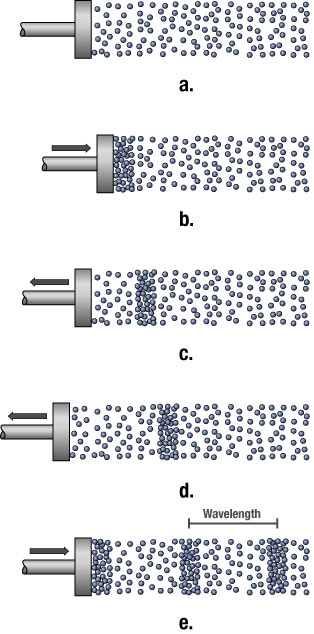 a.
b.
c.
d.
Wavelength
e.